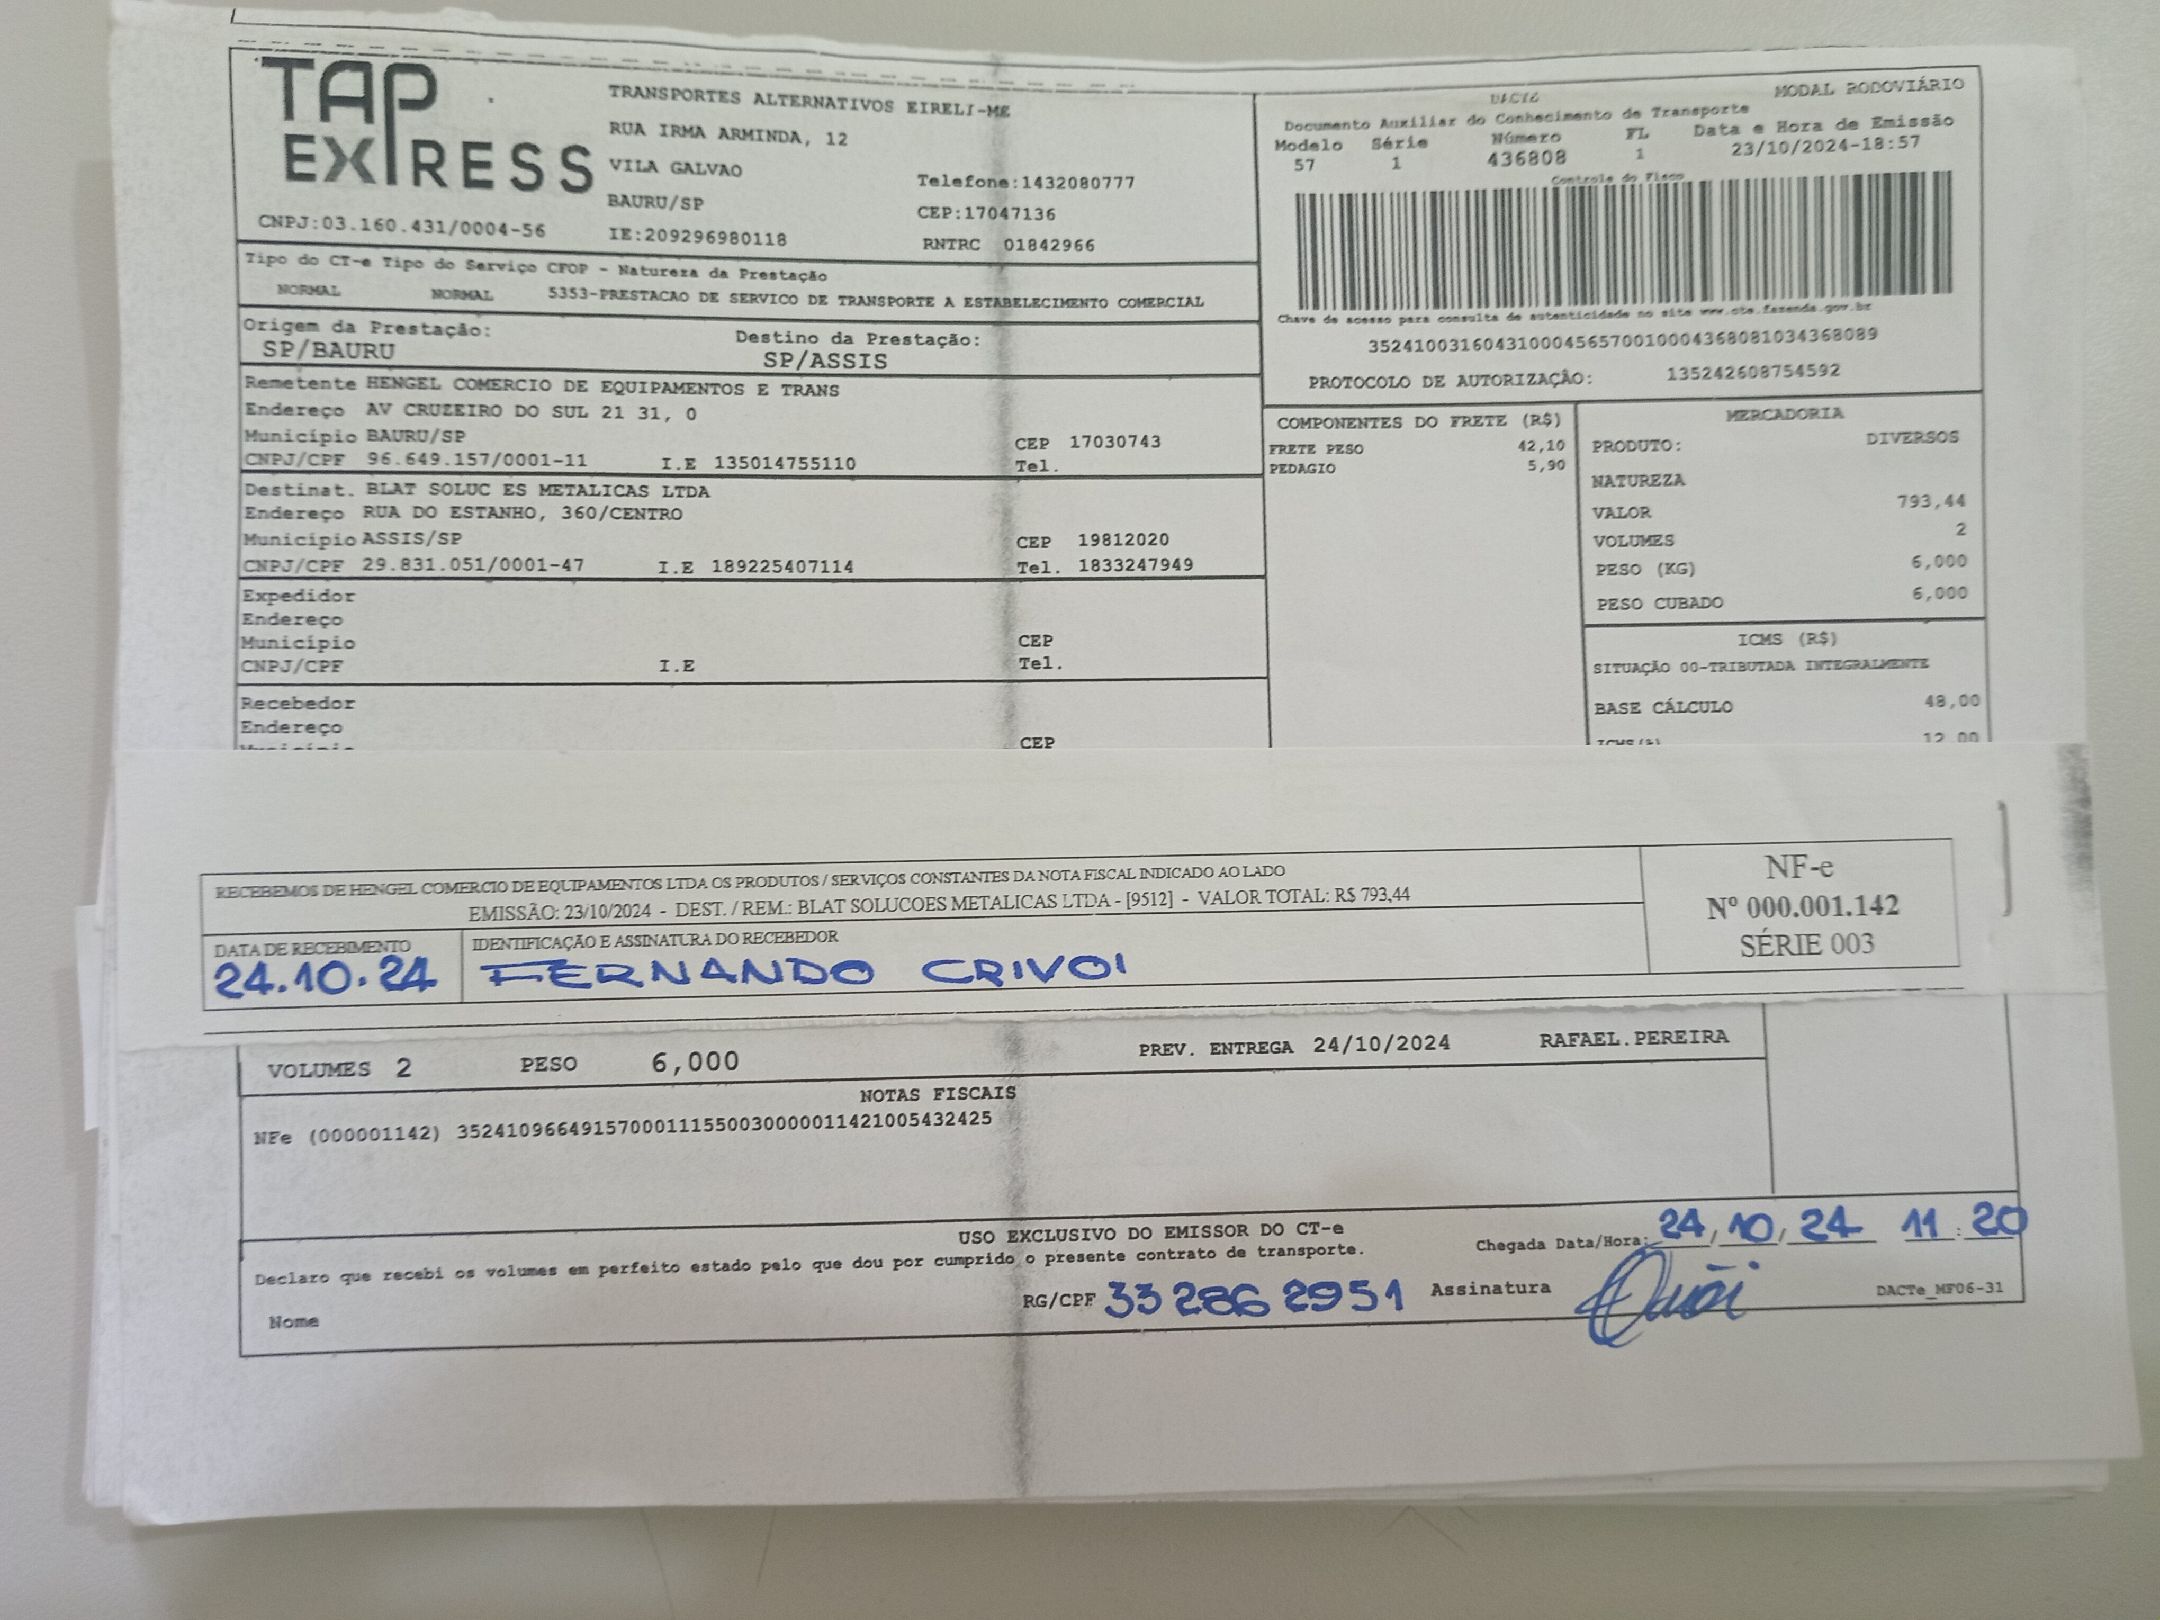 TAP EXPRESS
CNPJ:03.160.431/0004-56
TRANSPORTES ALTERNATIVOS EIRELI-ME
RUA IRMA ARMINDA, 12
VILA GALVAO
BAURU/SP
IE:209296980118
Telefone:1432080777
CEP:17047136
RNTRC 01842966
DACTE MODAL RODOVIÁRIO
Documento Auxiliar do Conhecimento de Transporte
Modelo Série Número FL Data e Hora de Emissão
57 1 436808 1 23/10/2024-18:57
Controle do Fisco
Chave de acesso para consulta de autenticidade no site www.cte.fazenda.gov.br
35241003160431000456570010004368081034368089
PROTOCOLO DE AUTORIZAÇÃO: 135242608754592
Tipo do CT-e Tipo do Serviço CFOP - Natureza da Prestação
NORMAL NORMAL 5353-PRESTACAO DE SERVICO DE TRANSPORTE A ESTABELECIMENTO COMERCIAL
Origem da Prestação: Destino da Prestação:
SP/BAURU SP/ASSIS
Remetente HENGEL COMERCIO DE EQUIPAMENTOS E TRANS
Endereço AV CRUZEIRO DO SUL 21 31, 0
Município BAURU/SP CEP 17030743
CNPJ/CPF 96.649.157/0001-11 I.E 135014755110 Tel.
Destinat. BLAT SOLUC ES METALICAS LTDA
Endereço RUA DO ESTANHO, 360/CENTRO
Município ASSIS/SP CEP 19812020
CNPJ/CPF 29.831.051/0001-47 I.E 189225407114 Tel. 1833247949
Expedidor
Endereço
Município CEP
CNPJ/CPF I.E Tel.
Recebedor
Endereço
Município CEP
COMPONENTES DO FRETE (R$)
FRETE PESO 42,10
PEDAGIO 5,90
MERCADORIA
PRODUTO: DIVERSOS
NATUREZA
VALOR 793,44
VOLUMES 2
PESO (KG) 6,000
PESO CUBADO 6,000
ICMS (R$)
SITUAÇÃO 00-TRIBUTADA INTEGRALMENTE
BASE CÁLCULO 48,00
ICMS(%) 12,00
RECEBEMOS DE HENGEL COMERCIO DE EQUIPAMENTOS LTDA OS PRODUTOS / SERVIÇOS CONSTANTES DA NOTA FISCAL INDICADO AO LADO
EMISSÃO: 23/10/2024 - DEST. / REM.: BLAT SOLUCOES METALICAS LTDA - [9512] - VALOR TOTAL: R$ 793,44
DATA DE RECEBIMENTO IDENTIFICAÇÃO E ASSINATURA DO RECEBEDOR
24.10.24 FERNANDO CRIVOI
NF-e
Nº 000.001.142
SÉRIE 003
VOLUMES 2 PESO 6,000 PREV. ENTREGA 24/10/2024 RAFAEL.PEREIRA
NOTAS FISCAIS
NFe (000001142) 35241096649157000111550030000011421005432425
USO EXCLUSIVO DO EMISSOR DO CT-e
Declaro que recebi os volumes em perfeito estado pelo que dou por cumprido o presente contrato de transporte.
Chegada Data/Hora: 24/10/24 11:20
Nome RG/CPF 33 286 2951 Assinatura
DACTe_MF06-31